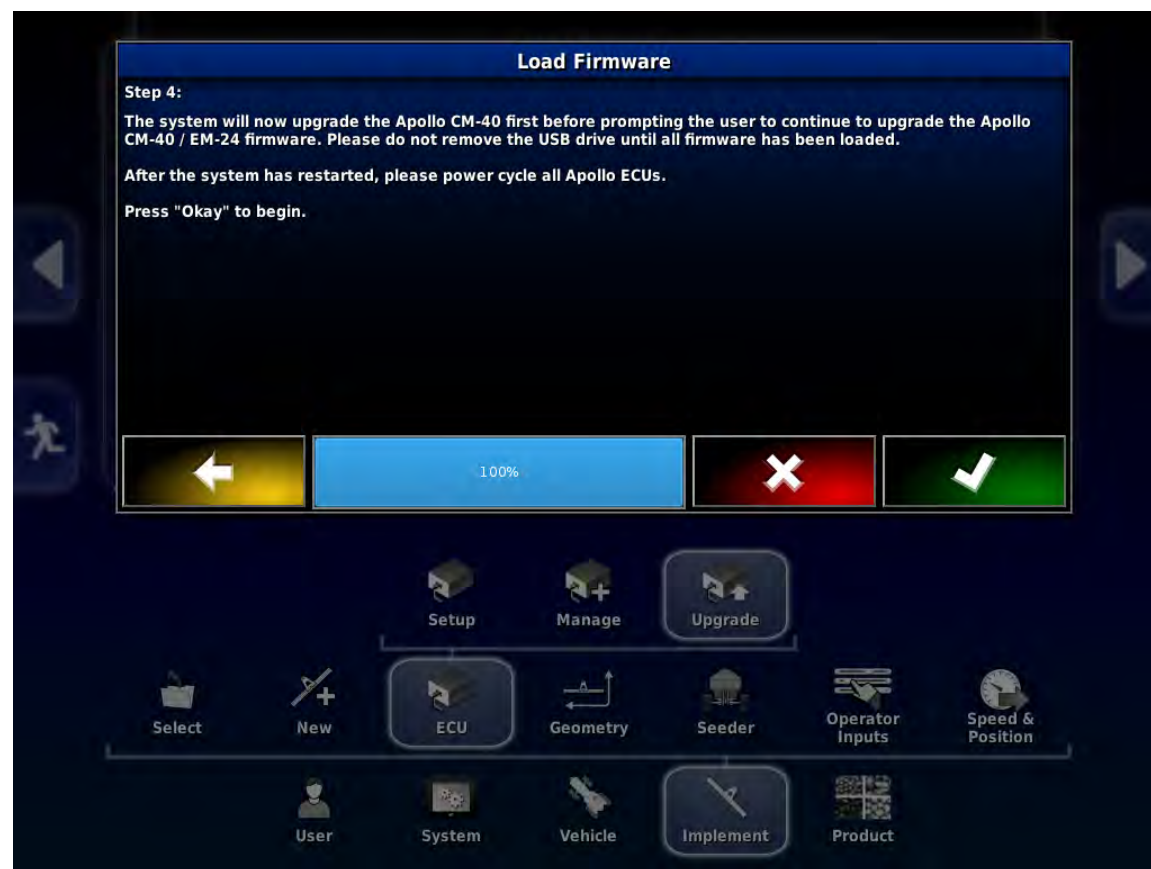 Load Firmware
Step 4:
The system will now upgrade the Apollo CM-40 first before prompting the user to continue to upgrade the Apollo
CM-40 / EM-24 firmware. Please do not remove the USB drive until all firmware has been loaded.
After the system has restarted, please power cycle all Apollo ECUs.
Press "Okay" to begin.
100%
Setup
Manage
Upgrade
Select
New
ECU
Geometry
Seeder
Operator
Inputs
Speed &
Position
User
System
Vehicle
Implement
Product